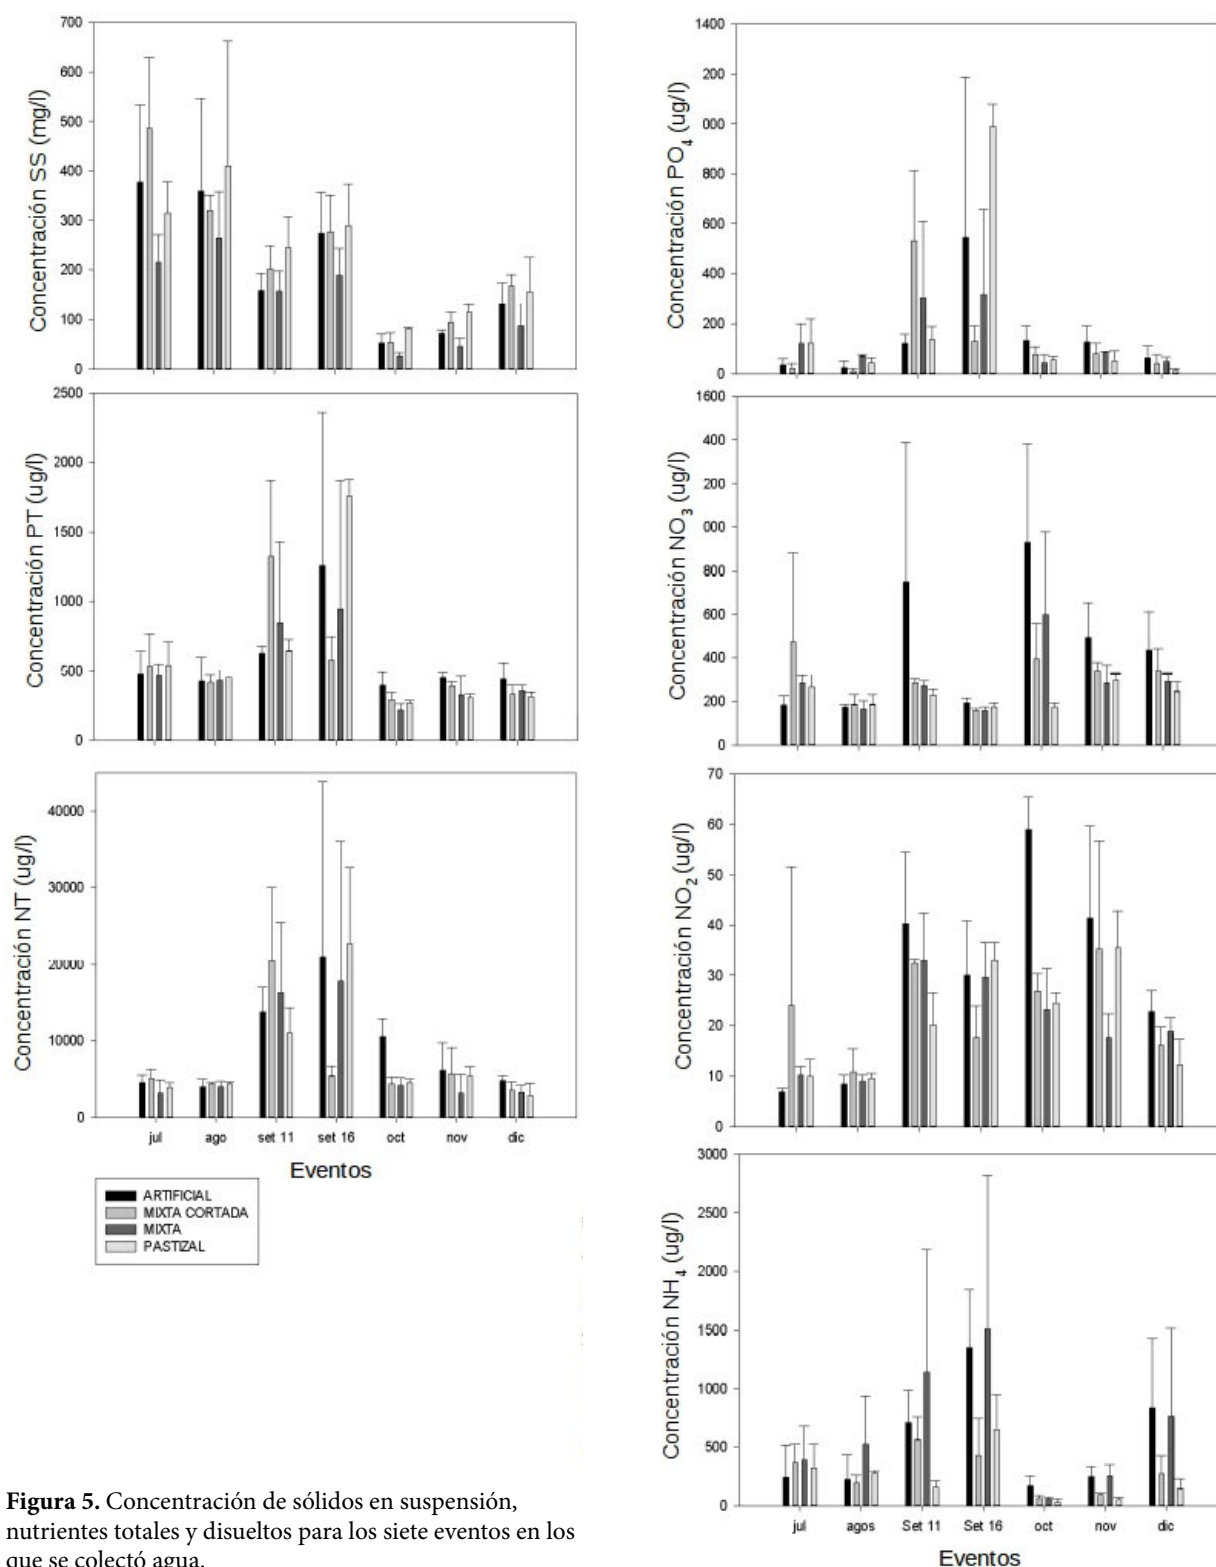 700
600
500
400
300
200
100
0
Concentración SS (mg/l)
2500
2000
1500
1000
500
0
Concentración PT (ug/l)
40000
30000
20000
10000
0
Concentración NT (ug/l)
jul ago set 11 set 16 oct nov dic
Eventos
ARTIFICIAL
MIXTA CORTADA
MIXTA
PASTIZAL
Figura 5. Concentración de sólidos en suspensión,
nutrientes totales y disueltos para los siete eventos en los
que se colectó agua.
1400
200
000
800
600
400
200
0
Concentración PO4 (ug/l)
1600
400
200
000
800
600
400
200
0
Concentración NO3 (ug/l)
70
60
50
40
30
20
10
0
Concentración NO2 (ug/l)
3000
2500
2000
1500
1000
500
0
Concentración NH4 (ug/l)
jul agos Set 11 Set 16 oct nov dic
Eventos